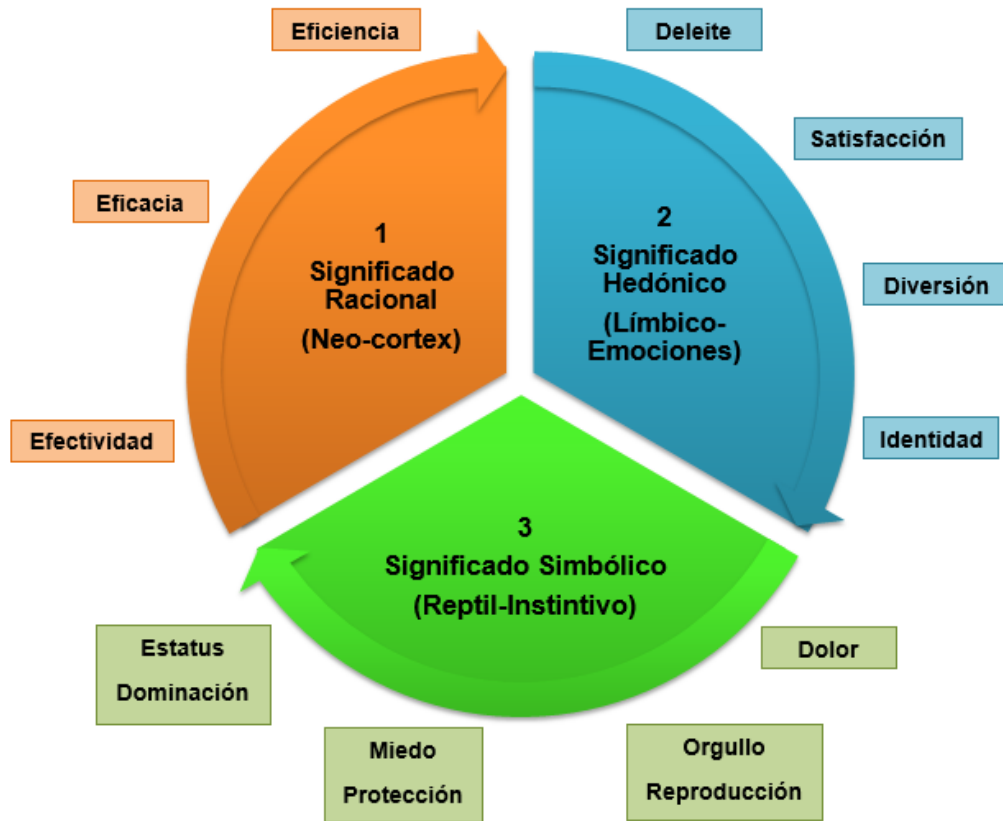 Eficiencia
Eficacia
Efectividad
1
Significado
Racional
(Neo-cortex)
Deleite
Satisfacción
Diversión
Identidad
2
Significado
Hedónico
(Límbico-
Emociones)
3
Significado Simbólico
(Reptil-Instintivo)
Dolor
Orgullo
Reproducción
Miedo
Protección
Estatus
Dominación